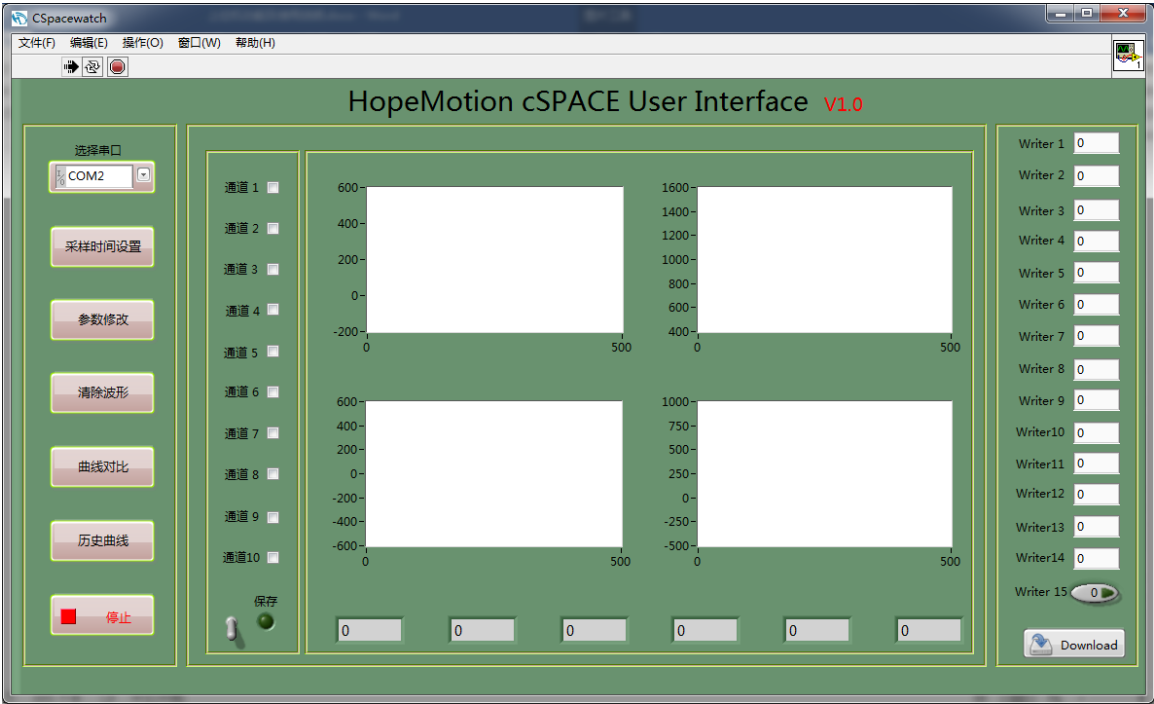 CSpacewatch
文件(F) 编辑(E) 操作(O) 窗口(W) 帮助(H)
1
HopeMotion cSPACE User Interface V1.0
选择串口
I/O COM2
采样时间设置
参数修改
清除波形
曲线对比
历史曲线
停止
通道 1
通道 2
通道 3
通道 4
通道 5
通道 6
通道 7
通道 8
通道 9
通道10
保存
600
400
200
0
-200
0 500
1600
1400
1200
1000
800
600
400
0 500
600
400
200
0
-200
-400
-600
0 500
1000
750
500
250
0
-250
-500
0 500
0 0 0 0 0 0
Writer 1 0
Writer 2 0
Writer 3 0
Writer 4 0
Writer 5 0
Writer 6 0
Writer 7 0
Writer 8 0
Writer 9 0
Writer10 0
Writer11 0
Writer12 0
Writer13 0
Writer14 0
Writer 15 0
Download